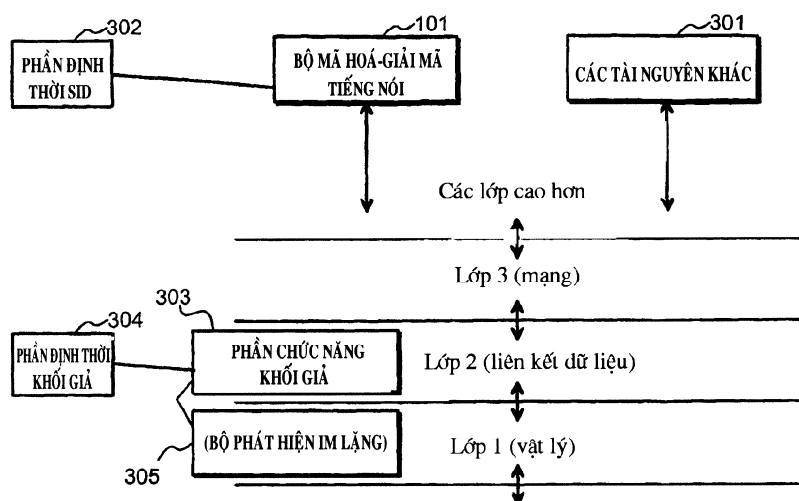 302
101
301
PHẦN ĐỊNH
THỜI SID
BỘ MÃ HOÁ-GIẢI MÃ
TIẾNG NÓI
CÁC TÀI NGUYÊN KHÁC
Các lớp cao hơn
Lớp 3 (mạng)
303
304
PHẦN ĐỊNH THỜI
KHỐI GIẢ
PHẦN CHỨC NĂNG
KHỐI GIẢ
Lớp 2 (liên kết dữ liệu)
(BỘ PHÁT HIỆN IM LẶNG)
Lớp 1 (vật lý)
305